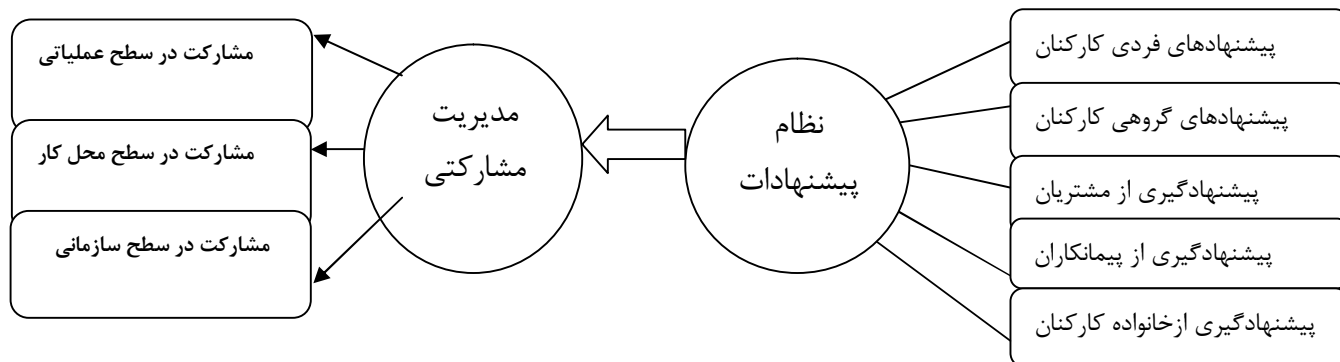 پیشنهادهای فردی کارکنان
پیشنهادهای گروهی کارکنان
پیشنهادگیری از مشتریان
پیشنهادگیری از پیمانکاران
پیشنهادگیری ازخانواده کارکنان
نظام
پیشنهادات
مدیریت
مشارکتی
مشارکت در سطح عملیاتی
مشارکت در سطح محل کار
مشارکت در سطح سازمانی